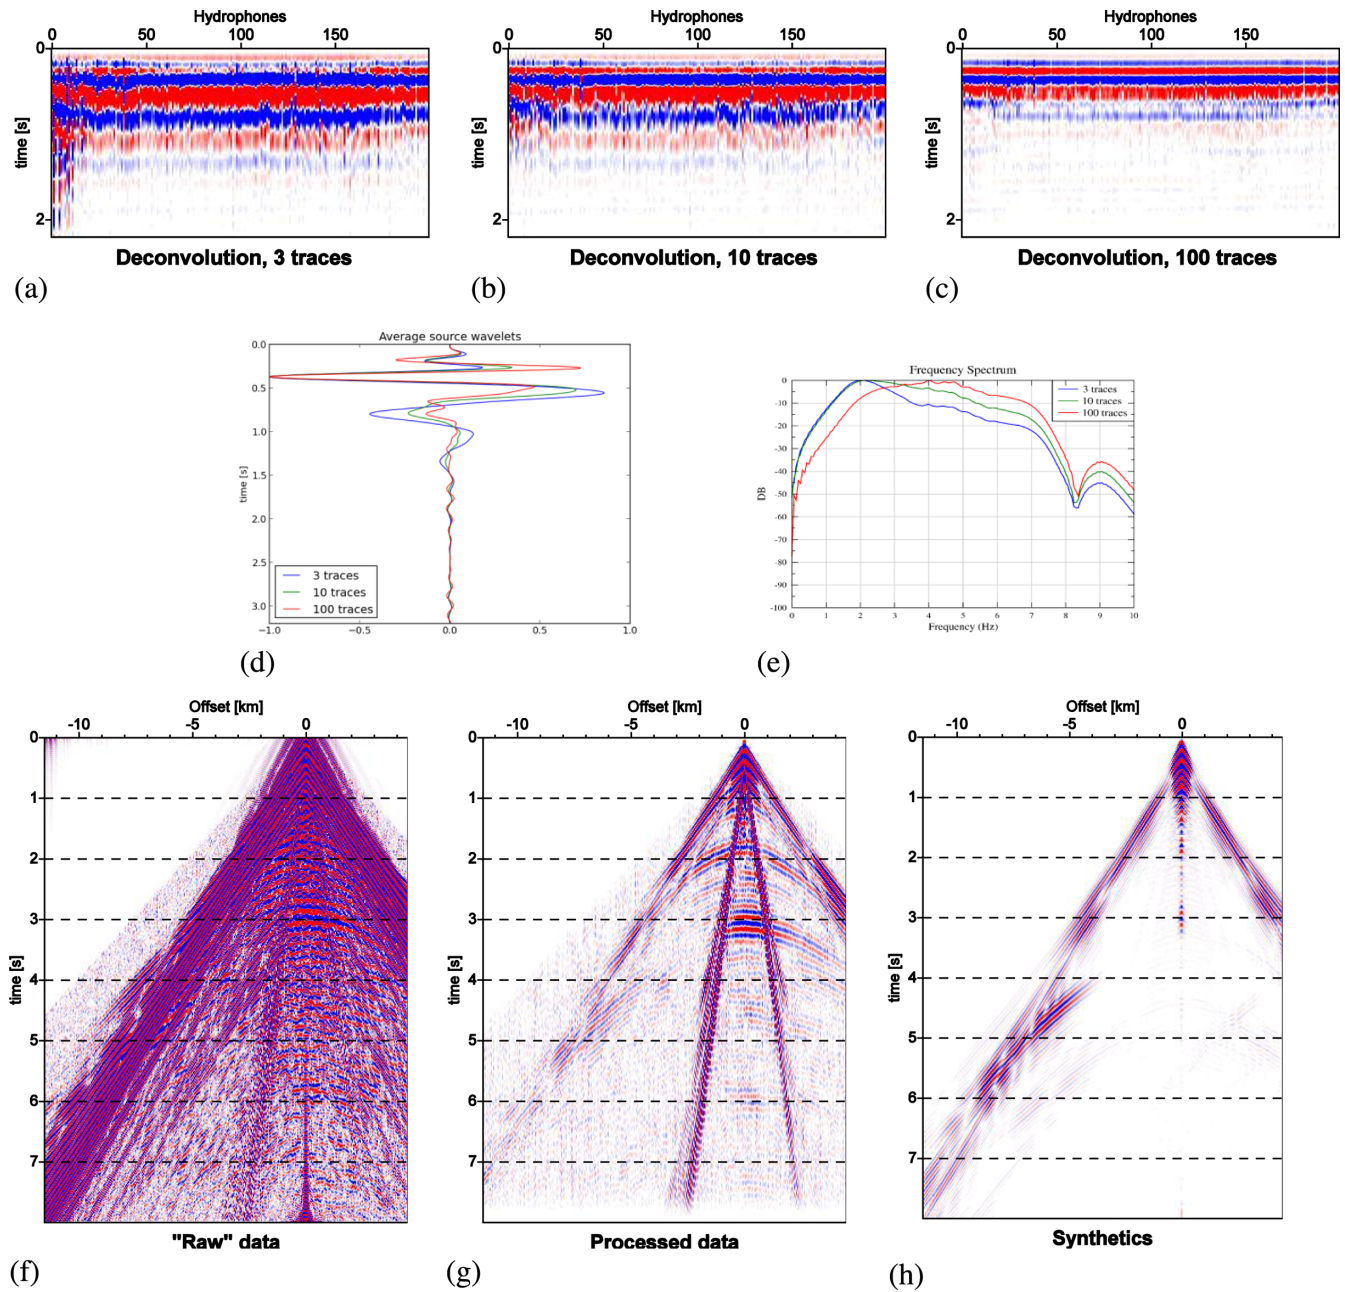 Hydrophones Hydrophones Hydrophones
0 50 100 150 0 50 100 150 0 50 100 150
0 0 0
time [s] time [s] time [s]
2 2 2
Deconvolution, 3 traces Deconvolution, 10 traces Deconvolution, 100 traces
(a) (b) (c)
Average source wavelets
0.0
0.5
1.0
1.5
2.0
2.5
3.0
time [s]
3 traces
10 traces
100 traces
−1.0 −0.5 0.0 0.5 1.0
(d)
Frequency Spectrum
0
-10
-20
-30
-40
-50
-60
-70
-80
-90
-100
DB
3 traces
10 traces
100 traces
0 1 2 3 4 5 6 7 8 9 10
Frequency (Hz)
(e)
Offset [km] Offset [km] Offset [km]
-10 -5 0 -10 -5 0 -10 -5 0
0 0 0
1 1 1
2 2 2
3 3 3
4 4 4
time [s] time [s] time [s]
5 5 5
6 6 6
7 7 7
"Raw" data Processed data Synthetics
(f) (g) (h)